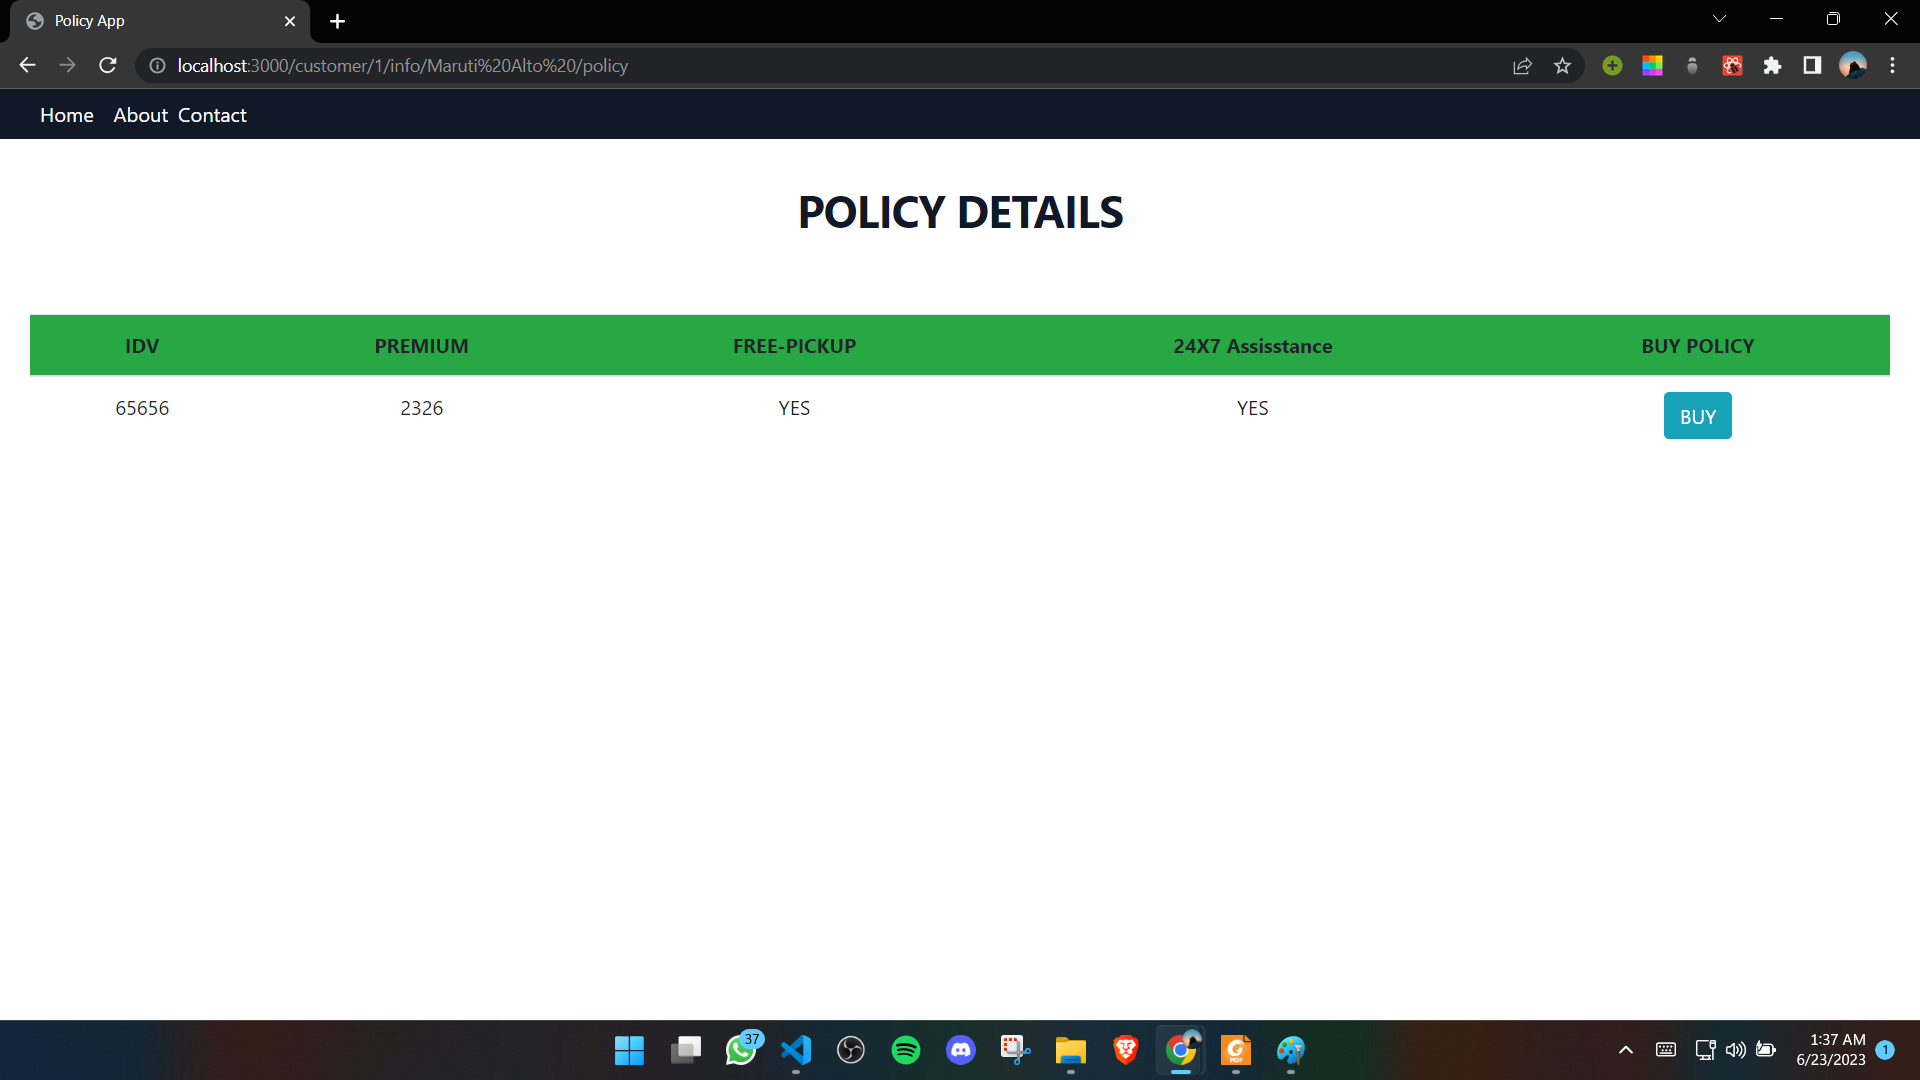 Policy App
localhost:3000/customer/1/info/Maruti%20Alto%20/policy
Home About Contact
POLICY DETAILS
IDV PREMIUM FREE-PICKUP 24X7 Assisstance BUY POLICY
65656 2326 YES YES BUY
37
PDF
1:37 AM
6/23/2023
1